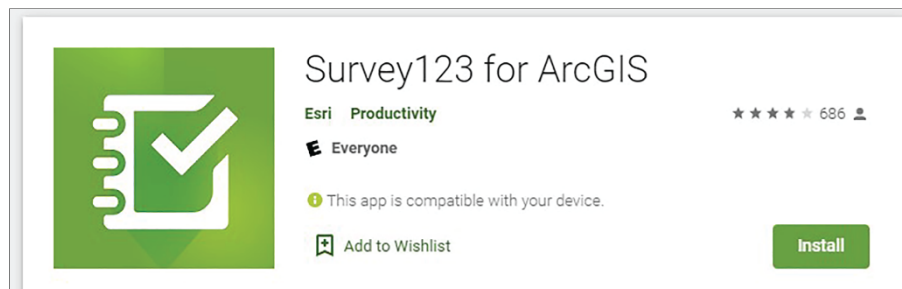 Survey123 for ArcGIS
Esri Productivity 686
E Everyone
This app is compatible with your device.
Add to Wishlist
Install